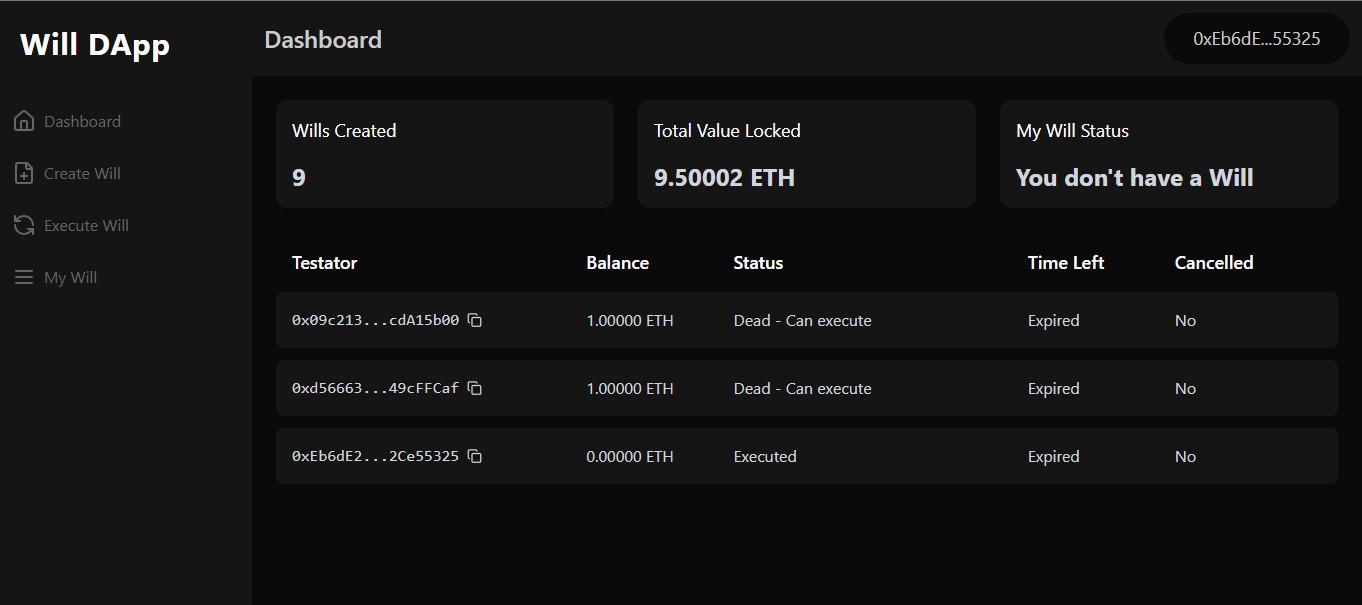 Will DApp
Dashboard
0xEb6dE...55325
Dashboard
Create Will
Execute Will
My Will
Wills Created
9
Total Value Locked
9.50002 ETH
My Will Status
You don't have a Will
Testator Balance Status Time Left Cancelled
0x09c213...cdA15b00 1.00000 ETH Dead - Can execute Expired No
0xd56663...49cFFCaf 1.00000 ETH Dead - Can execute Expired No
0xEb6dE2...2Ce55325 0.00000 ETH Executed Expired No